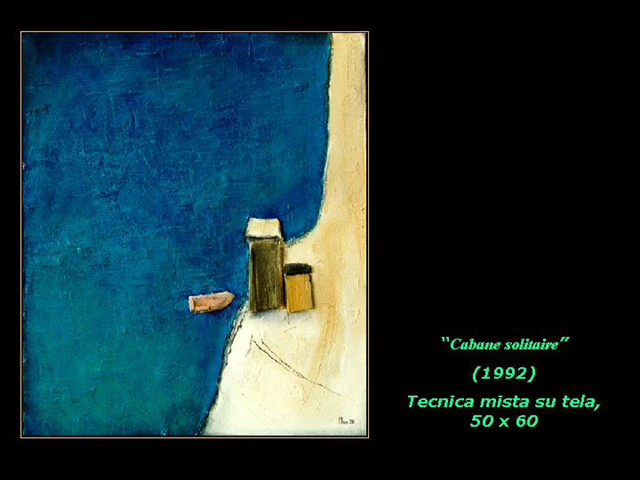 “Cabane solitaire”
(1992)
Tecnica mista su tela,
50 x 60